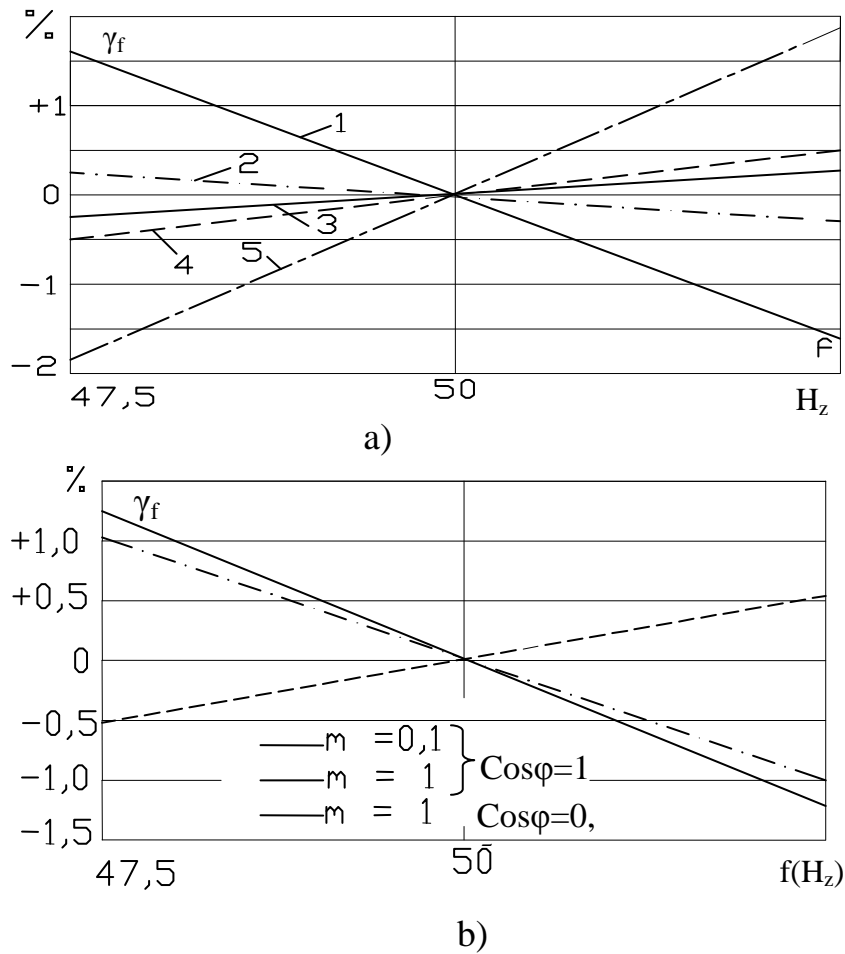 %
γf
+1
1
2
0
3
4
5
-1
-2
f
47,5
50
Hz
a)
%
γf
+1,0
+0,5
0
-0,5
m =0,1
-1,0
m = 1
Cosφ=1
-1,5
m = 1 Cosφ=0,
47,5
50
f(Hz)
b)